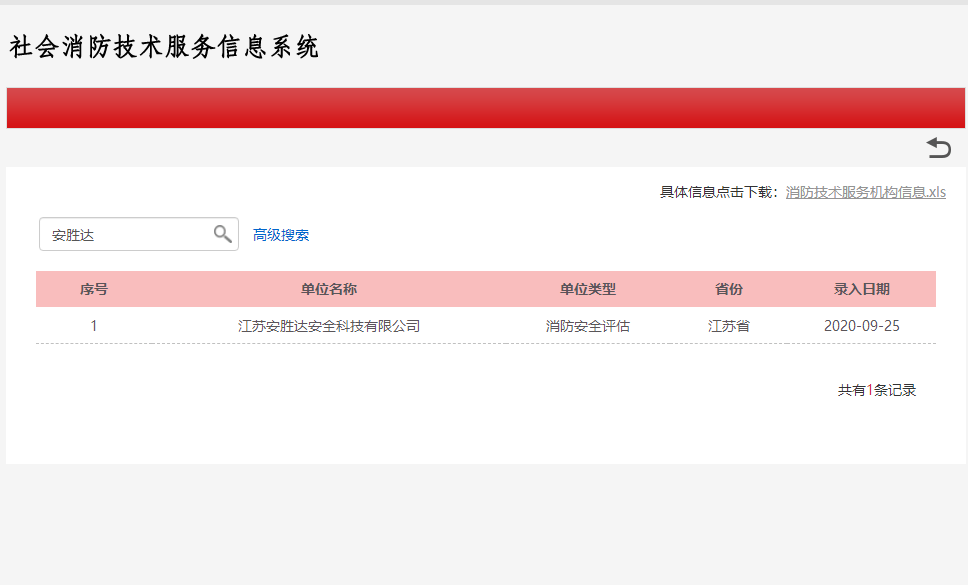 社会消防技术服务信息系统
具体信息点击下载：消防技术服务机构信息.xls
安胜达 高级搜索
序号 单位名称 单位类型 省份 录入日期
1 江苏安胜达安全科技有限公司 消防安全评估 江苏省 2020-09-25
共有1条记录